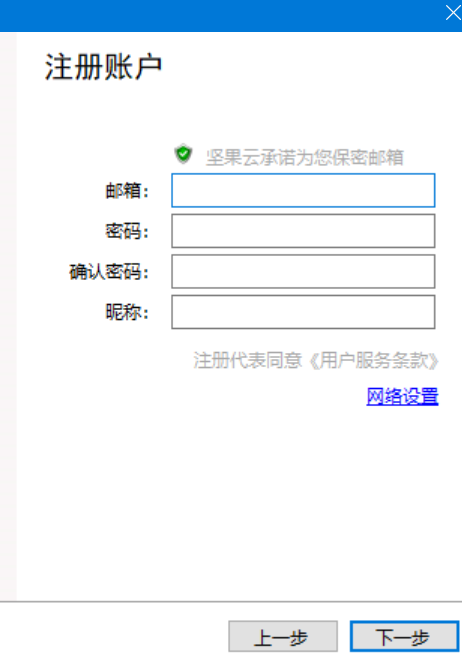 注册账户
坚果云承诺为您保密邮箱
邮箱:
密码:
确认密码:
昵称:
注册代表同意《用户服务条款》
网络设置
上一步 下一步